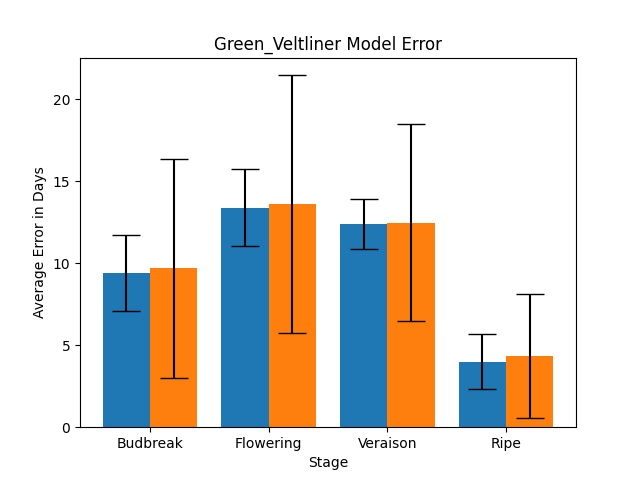 Green_Veltliner Model Error
20
15
10
5
0
Average Error in Days
Budbreak Flowering Veraison Ripe
Stage